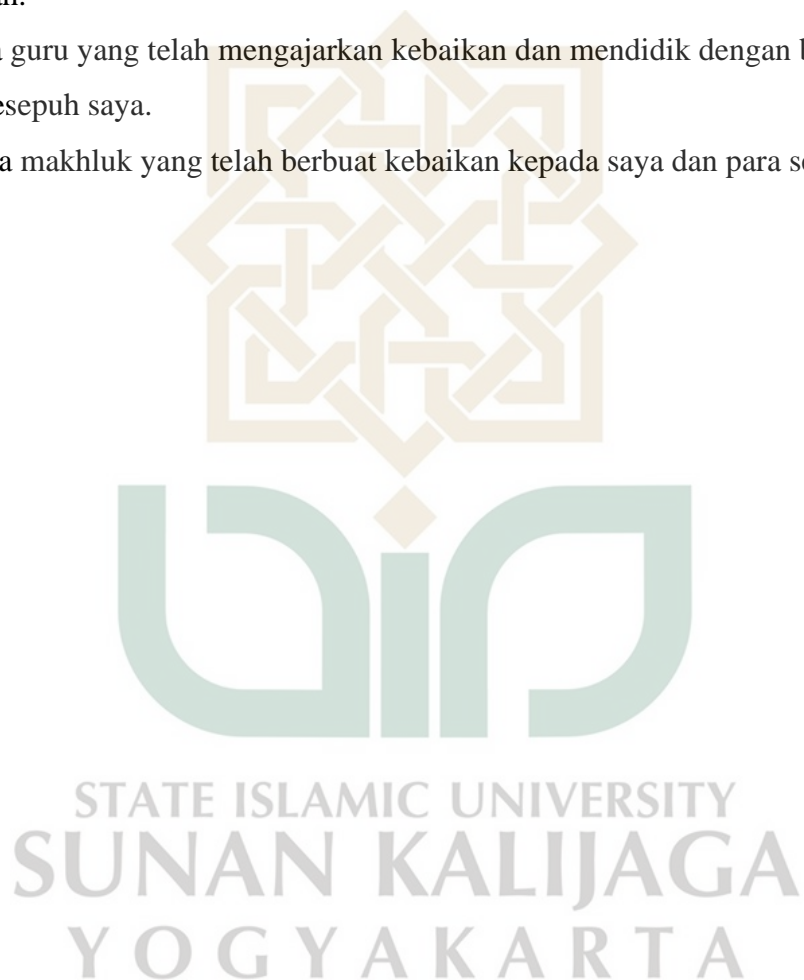 guru yang telah mengajarkan kebaikan dan mendidik dengan
esepuh saya.
a makhluk yang telah berbuat kebaikan kepada saya dan para
STATE ISLAMIC UNIVERSITY
SUNAN KALIJAGA
YOGYAKARTA